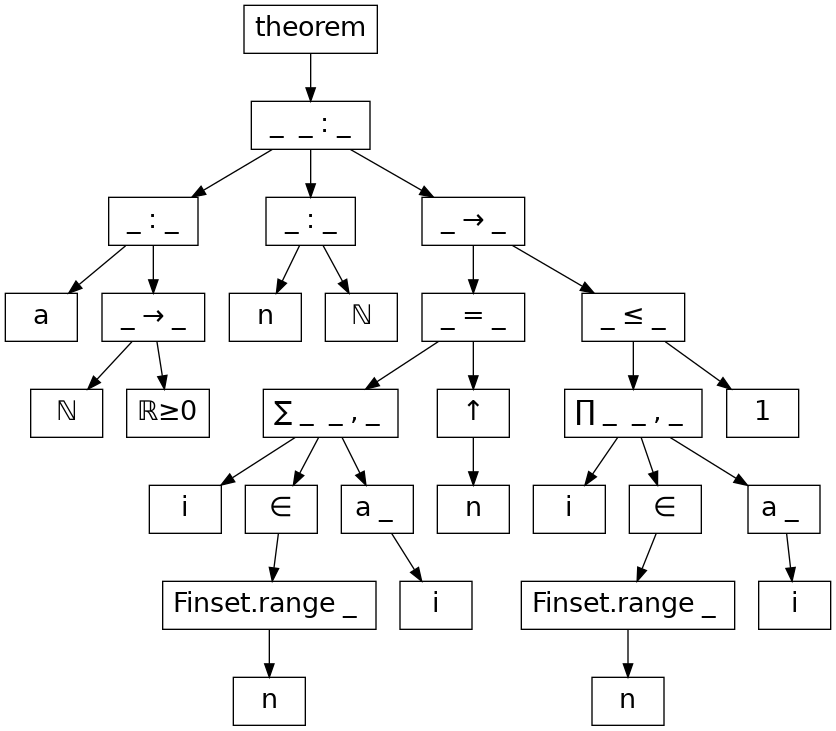 theorem
_ _ : _
_ : _
_ : _
_ → _
a
_ → _
n
ℕ
_ = _
_ ≤ _
ℕ
ℝ≥0
∑ _ _ , _
↑
∏ _ _ , _
1
i
∈
a _
n
i
∈
a _
Finset.range _
i
Finset.range _
i
n
n